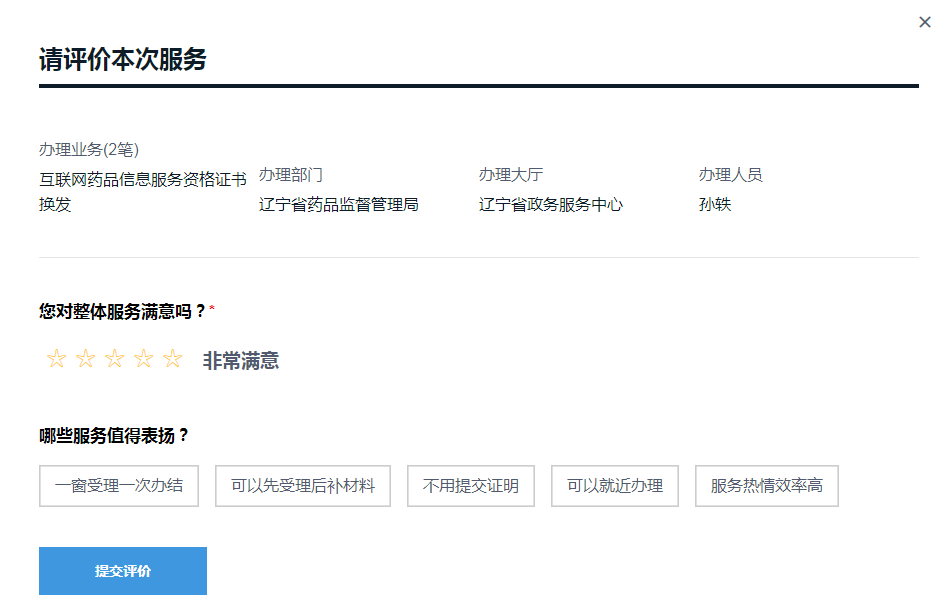 请评价本次服务
办理业务(2笔)
互联网药品信息服务资格证书
换发
办理部门
辽宁省药品监督管理局
办理大厅
辽宁省政务服务中心
办理人员
孙轶
您对整体服务满意吗？*
非常满意
哪些服务值得表扬？
一窗受理一次办结
可以先受理后补材料
不用提交证明
可以就近办理
服务热情效率高
提交评价